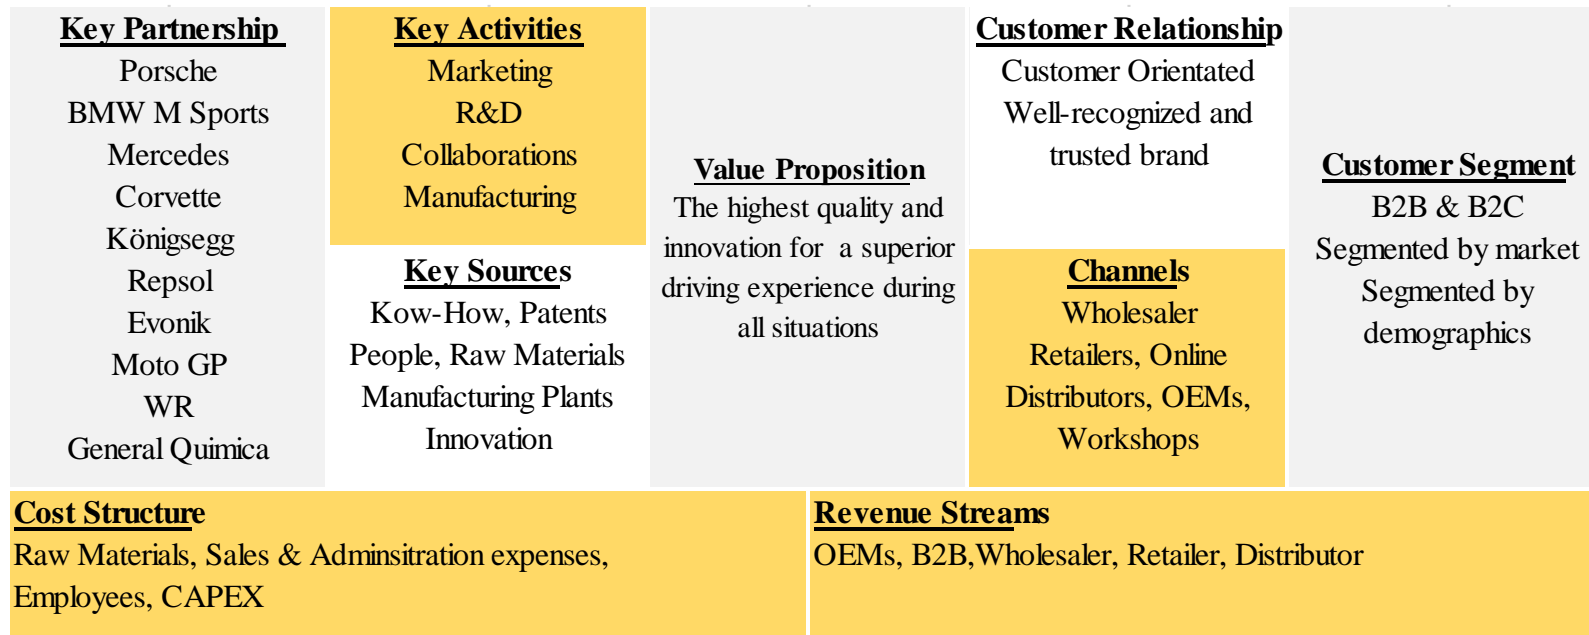 Key Partnership
Porsche
BMW M Sports
Mercedes
Corvette
Königsegg
Repsol
Evonik
Moto GP
WR
General Quimica
Key Activities
Marketing
R&D
Collaborations
Manufacturing
Key Sources
Kow-How, Patents
People, Raw Materials
Manufacturing Plants
Innovation
Value Proposition
The highest quality and
innovation for a superior
driving experience during
all situations
Customer Relationship
Customer Orientated
Well-recognized and
trusted brand
Channels
Wholesaler
Retailers, Online
Distributors, OEMs,
Workshops
Customer Segment
B2B & B2C
Segmented by market
Segmented by
demographics
Cost Structure
Raw Materials, Sales & Adminsitration expenses,
Employees, CAPEX
Revenue Streams
OEMs, B2B,Wholesaler, Retailer, Distributor